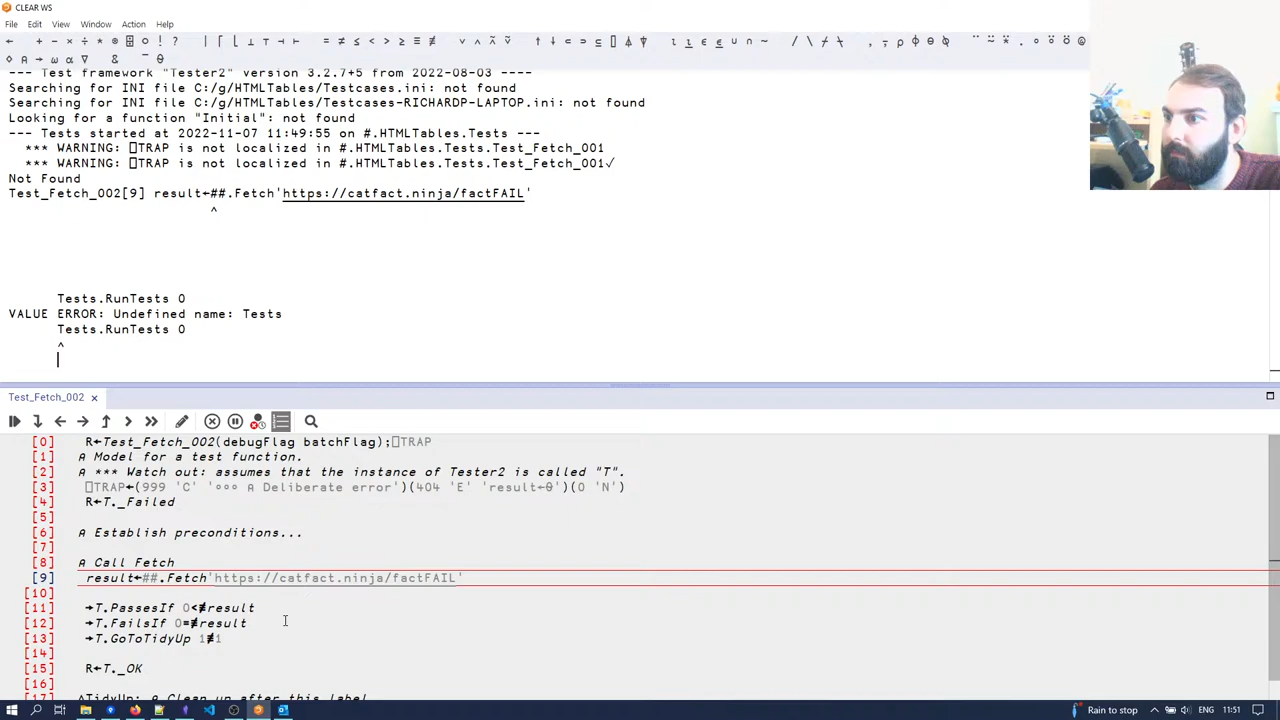 CLEAR WS
File Edit View Window Action Help
--- Test framework "Tester2" version 3.2.7+5 from 2022-08-03 ----
Searching for INI file C:/g/HTMLTables/Testcases.ini: not found
Searching for INI file C:/g/HTMLTables/Testcases-RICHARDP-LAPTOP.ini: not found
Looking for a function "Initial": not found
--- Tests started at 2022-11-07 11:49:55 on #.HTMLTables.Tests ---
*** WARNING: ⎕TRAP is not localized in #.HTMLTables.Tests.Test_Fetch_001
*** WARNING: ⎕TRAP is not localized in #.HTMLTables.Tests.Test_Fetch_001✓
Not Found
Test_Fetch_002[9] result←##.Fetch'https://catfact.ninja/factFAIL'
^
Tests.RunTests 0
VALUE ERROR: Undefined name: Tests
Tests.RunTests 0
^
Test_Fetch_002
[0] R←Test_Fetch_002(debugFlag batchFlag);⎕TRAP
[1] ⍝ Model for a test function.
[2] ⍝ *** Watch out: assumes that the instance of Tester2 is called "T".
[3] ⎕TRAP←(999 'C' '∘∘∘ ⍝ Deliberate error')(404 'E' 'result←⍬')(0 'N')
[4] R←T._Failed
[5]
[6] ⍝ Establish preconditions...
[7]
[8] ⍝ Call Fetch
[9] result←##.Fetch'https://catfact.ninja/factFAIL'
[10]
[11] →T.PassesIf 0<≢result
[12] →T.FailsIf 0=≢result
[13] →T.GoToTidyUp 1≢1
[14]
[15] R←T._OK
[16]
[17] ∆TidyUp: ⍝ Clean up after this label
Rain to stop ENG 11:51